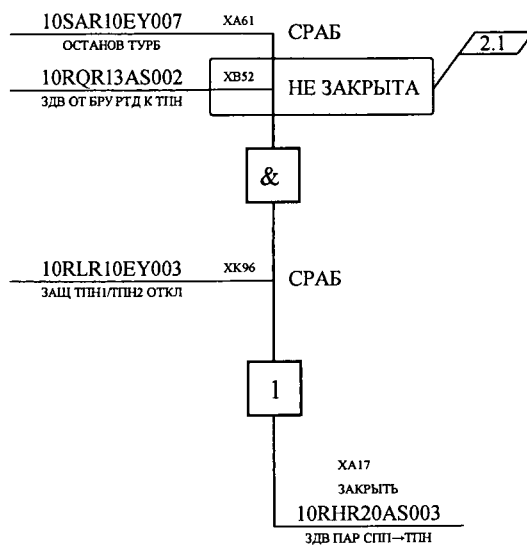 10SAR10EY007 XA61 СРАБ
ОСТАНОВ ТУРБ
2.1
10RQR13AS002 XB52 НЕ ЗАКРЫТА
ЗДВ ОТ БРУ РТД К ТПН
&
10RLR10EY003 XK96 СРАБ
ЗАЩ ТПН1/ТПН2 ОТКЛ
1
XA17
ЗАКРЫТЬ
10RHR20AS003
ЗДВ ПАР СПП→ТПН